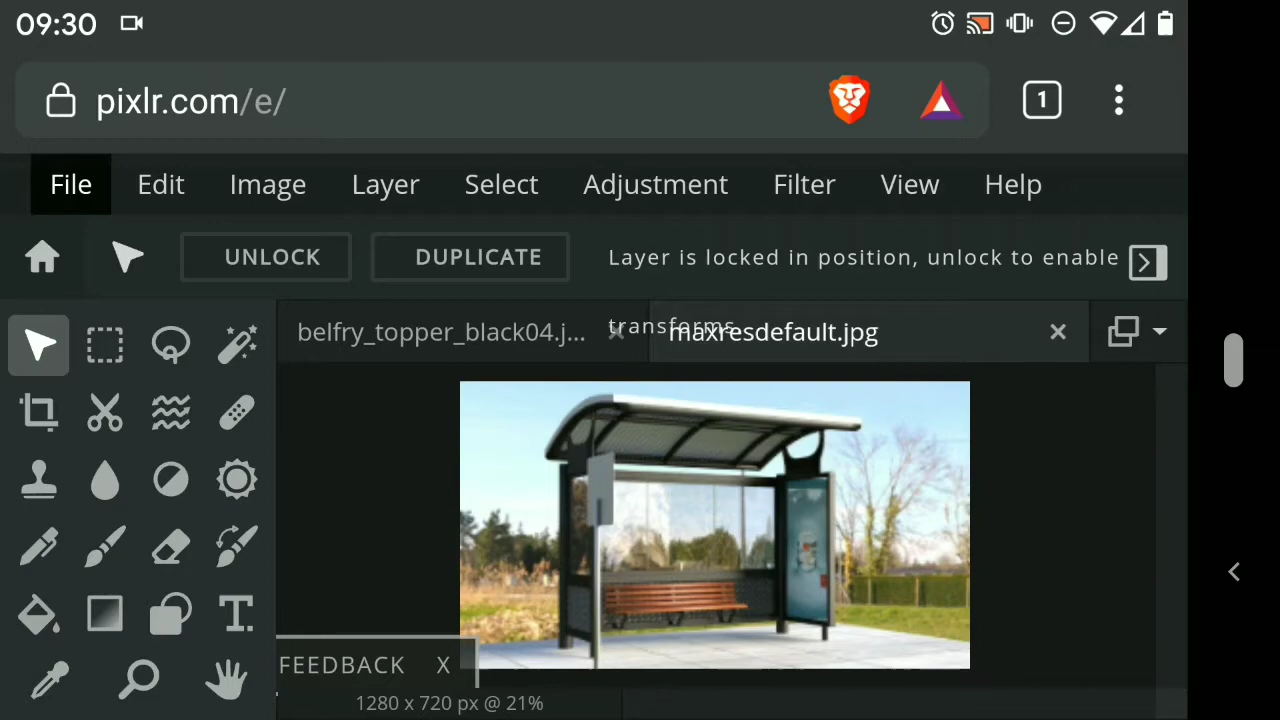 09:30
pixlr.com/e/
1
File Edit Image Layer Select Adjustment Filter View Help
UNLOCK DUPLICATE Layer is locked in position, unlock to enable
transforms
belfry_topper_black04.j... maxresdefault.jpg
T.
FEEDBACK X
1280 x 720 px @ 21%